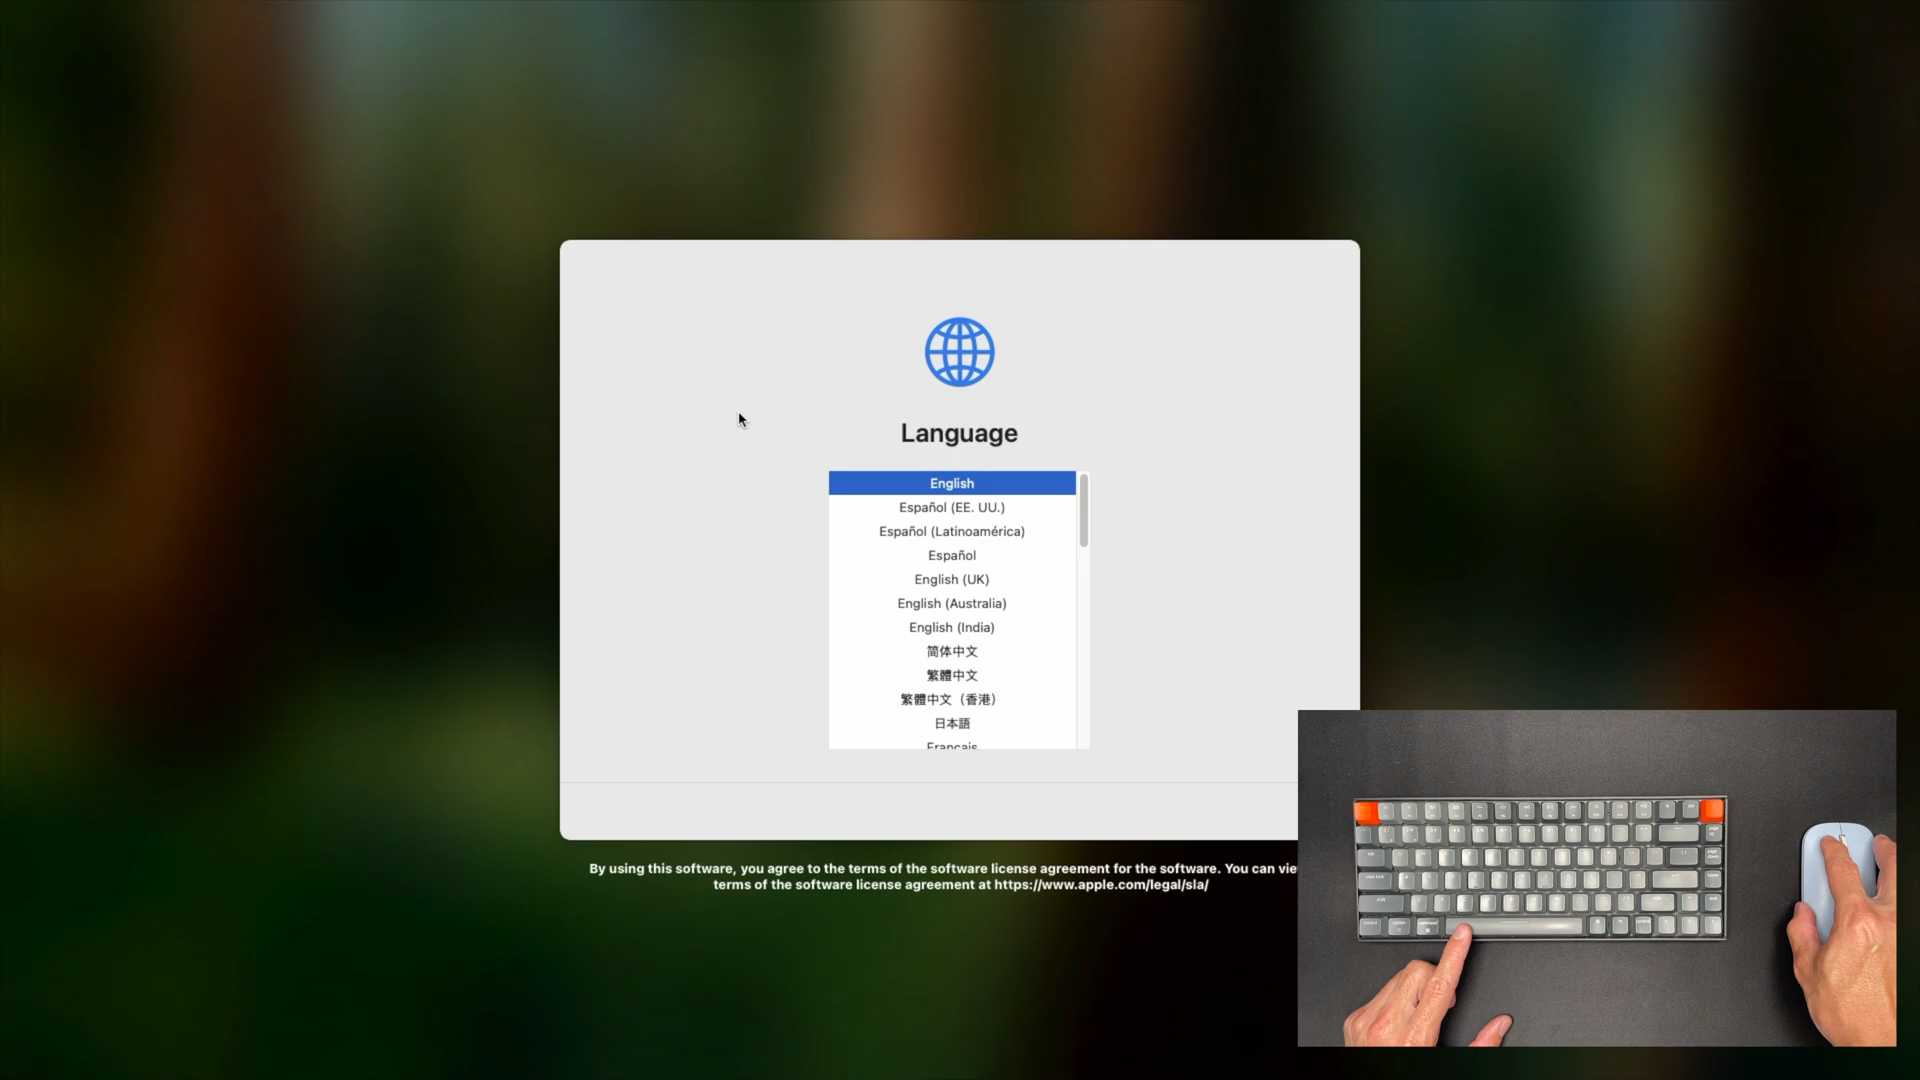 Language
English
Español (EE. UU.)
Español (Latinoamérica)
Español
English (UK)
English (Australia)
English (India)
简体中文
繁體中文
繁體中文（香港）
日本語
Français
By using this software, you agree to the terms of the software license agreement for the software. You can
terms of the software license agreement at https://www.apple.com/legal/sla/